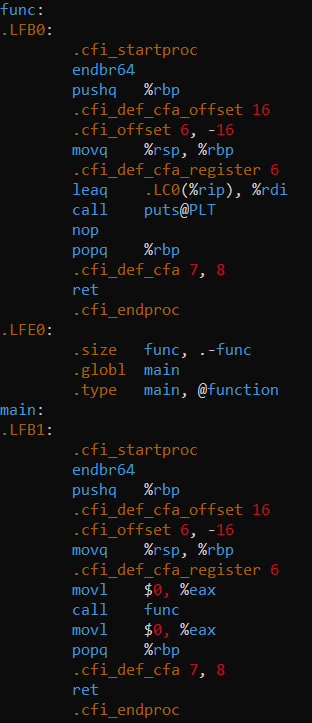 func:
.LFB0:
        .cfi_startproc
        endbr64
        pushq   %rbp
        .cfi_def_cfa_offset 16
        .cfi_offset 6, -16
        movq    %rsp, %rbp
        .cfi_def_cfa_register 6
        leaq    .LC0(%rip), %rdi
        call    puts@PLT
        nop
        popq    %rbp
        .cfi_def_cfa 7, 8
        ret
        .cfi_endproc
.LFE0:
        .size   func, .-func
        .globl  main
        .type   main, @function
main:
.LFB1:
        .cfi_startproc
        endbr64
        pushq   %rbp
        .cfi_def_cfa_offset 16
        .cfi_offset 6, -16
        movq    %rsp, %rbp
        .cfi_def_cfa_register 6
        movl    $0, %eax
        call    func
        movl    $0, %eax
        popq    %rbp
        .cfi_def_cfa 7, 8
        ret
        .cfi_endproc